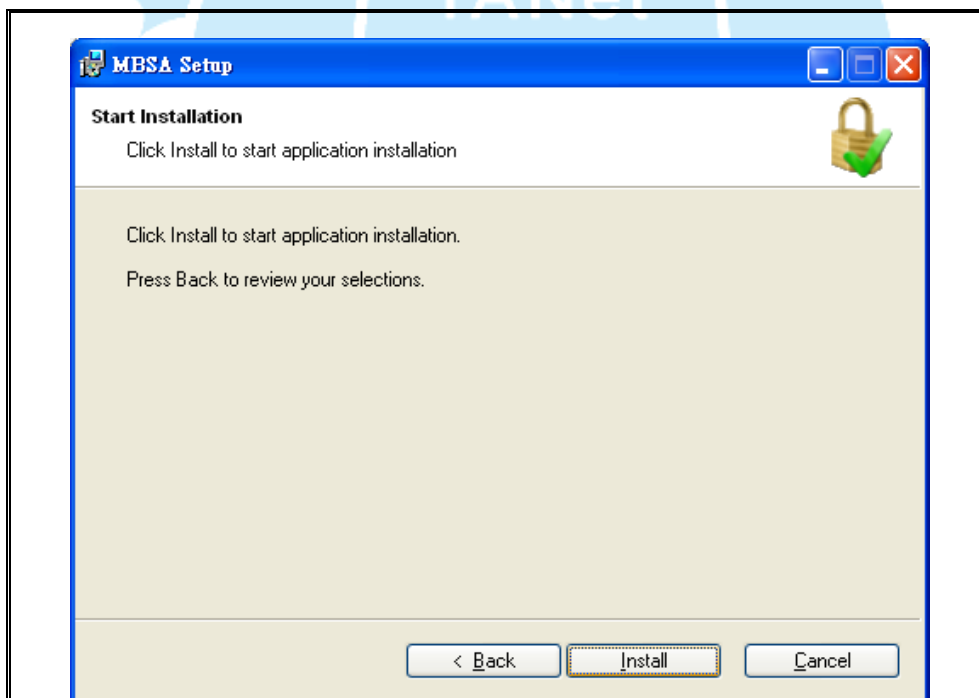 TANet
MBSA Setup
Start Installation
Click Install to start application installation
Click Install to start application installation.
Press Back to review your selections.
< Back
Install
Cancel